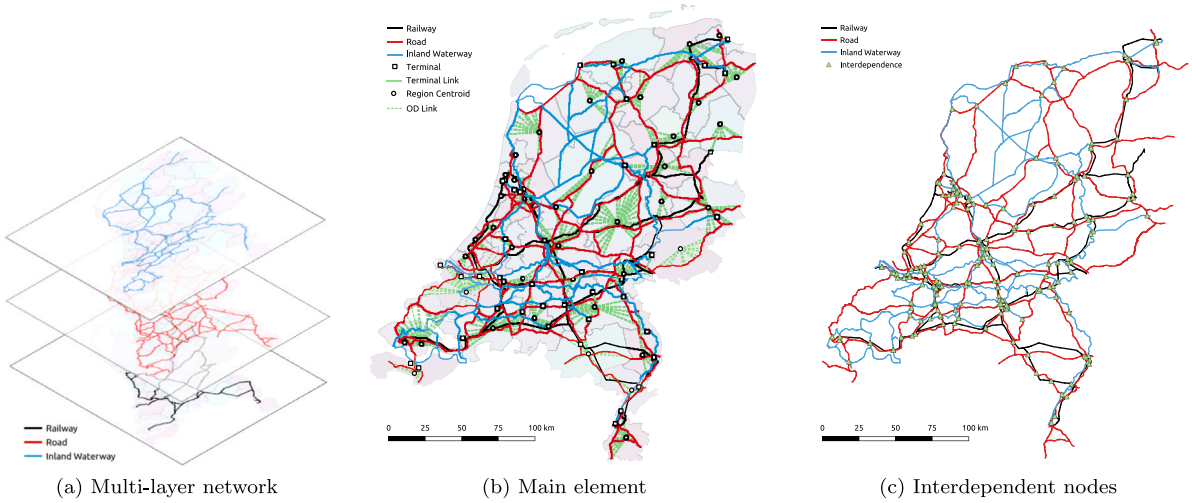 Railway
Road
Inland Waterway
(a) Multi-layer network
Railway
Road
Inland Waterway
Terminal
Terminal Link
Region Centroid
OD Link
0 25 50 75 100 km
(b) Main element
Railway
Road
Inland Waterway
Interdependence
0 25 50 75 100 km
(c) Interdependent nodes